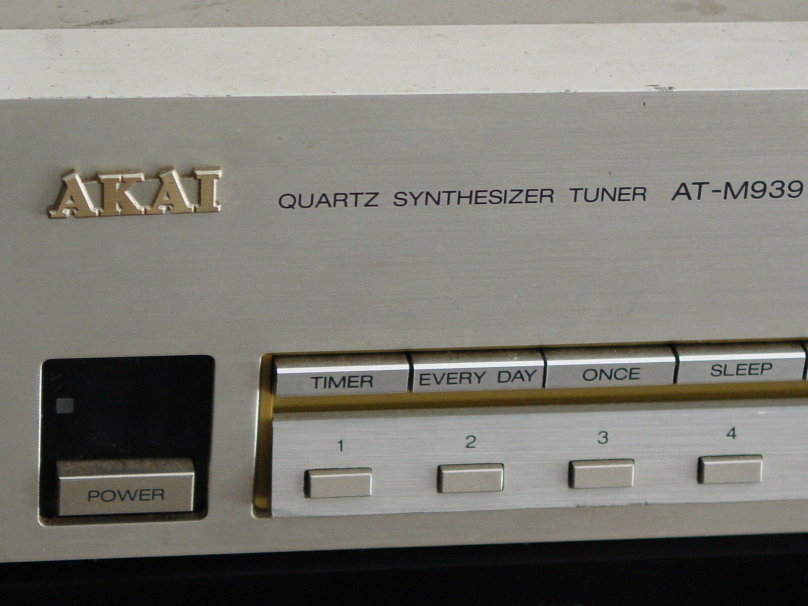 AKAI
QUARTZ SYNTHESIZER TUNER AT-M939
TIMER EVERY DAY ONCE SLEEP
1 2 3 4
POWER